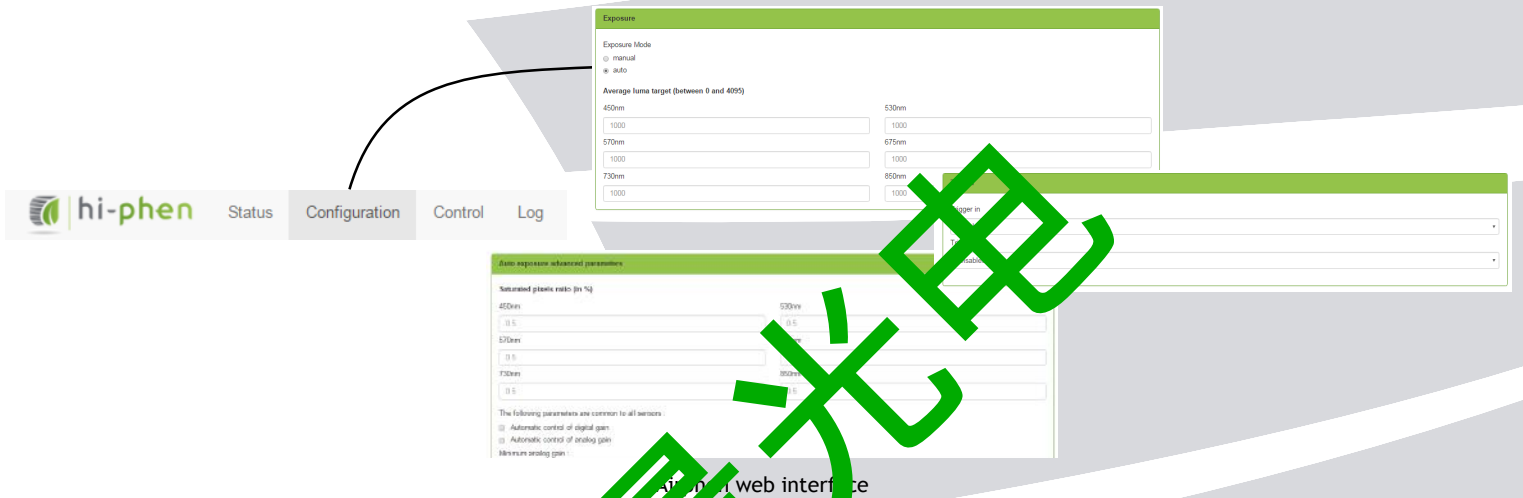 Exposure
Exposure Mode
manual
auto
Average luma target (between 0 and 4095)
450nm 530nm
1000 1000
570nm 675nm
1000 1000
730nm 850nm
1000 1000
hi-phen Status Configuration Control Log
Trigger in
Auto exposure advanced parameters
Saturated pixels ratio (in %)
450nm 530nm
0.5 0.5
570nm
0.5
730nm 850nm
0.5 0.5
The following parameters are common to all sensors :
Automatic control of digital gain
Automatic control of analog gain
Minimum analog gain :
web interface
光电